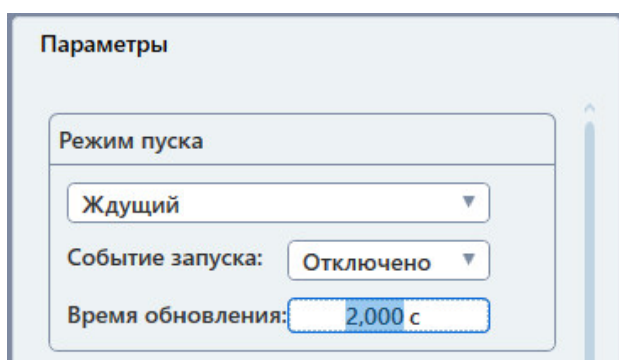 Параметры
Режим пуска
Ждущий
Событие запуска: Отключено
Время обновления: 2,000 с